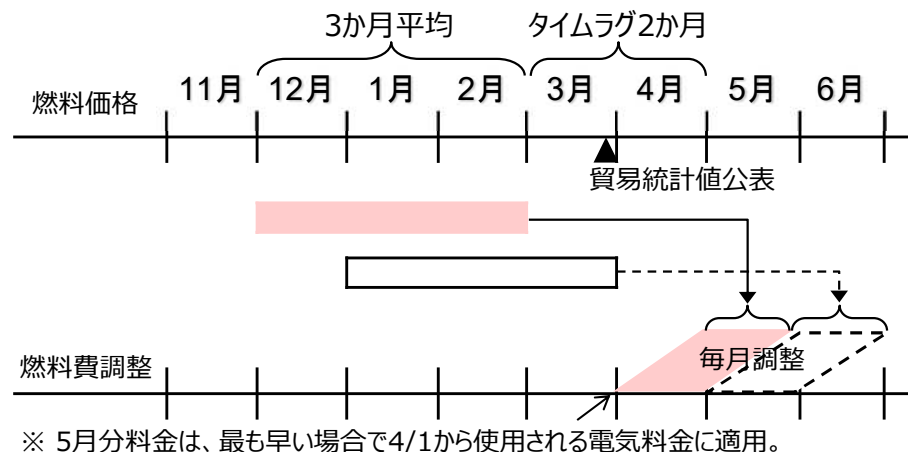 3か月平均 タイムラグ2か月
燃料価格 11月 12月 1月 2月 3月 4月 5月 6月
貿易統計値公表
毎月調整
燃料費調整
※ 5月分料金は、最も早い場合で4/1から使用される電気料金に適用。